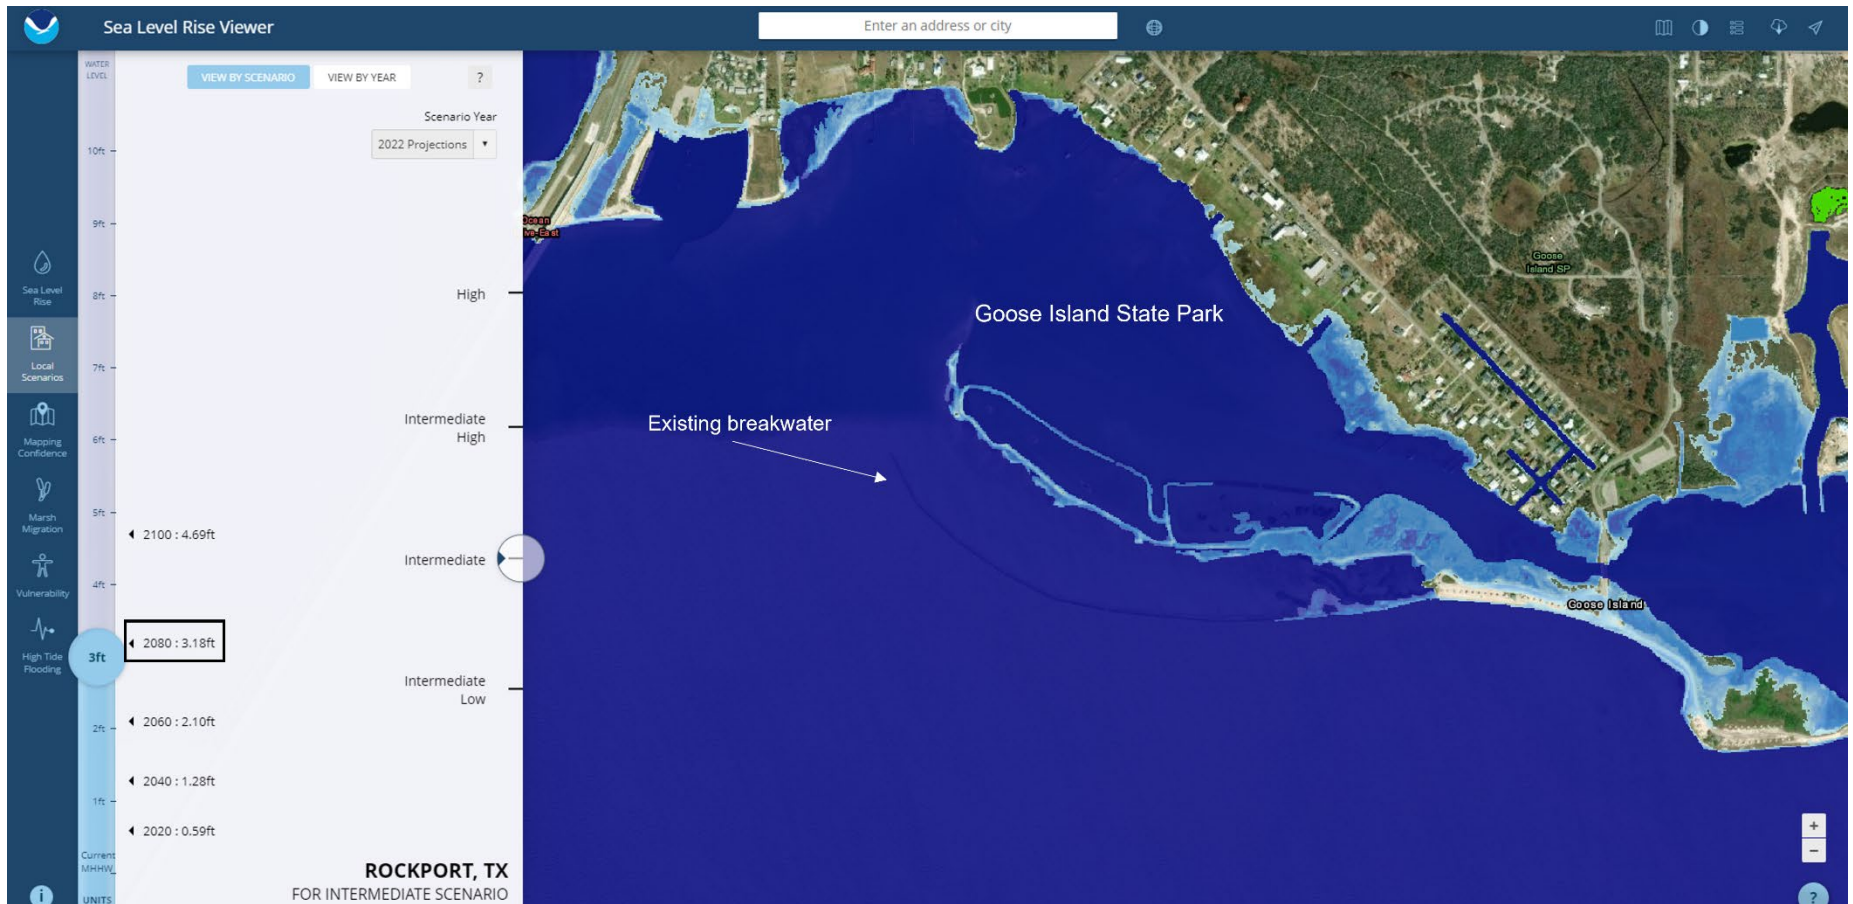 Sea Level Rise Viewer
Enter an address or city
WATER
LEVEL
VIEW BY SCENARIO
VIEW BY YEAR
?
Scenario Year
2022 Projections
10ft
9ft
8ft
7ft
6ft
5ft
4ft
3ft
2ft
1ft
Current
MHHW
UNITS
Sea Level
Rise
Local
Scenarios
Mapping
Confidence
Marsh
Migration
Vulnerability
High Tide
Flooding
i
2100 : 4.69ft
2080 : 3.18ft
2060 : 2.10ft
2040 : 1.28ft
2020 : 0.59ft
High
Intermediate
High
Intermediate
Intermediate
Low
ROCKPORT, TX
FOR INTERMEDIATE SCENARIO
Ocean
Goose
Island SP
Goose Island State Park
Existing breakwater
Goose Island
+
−
?